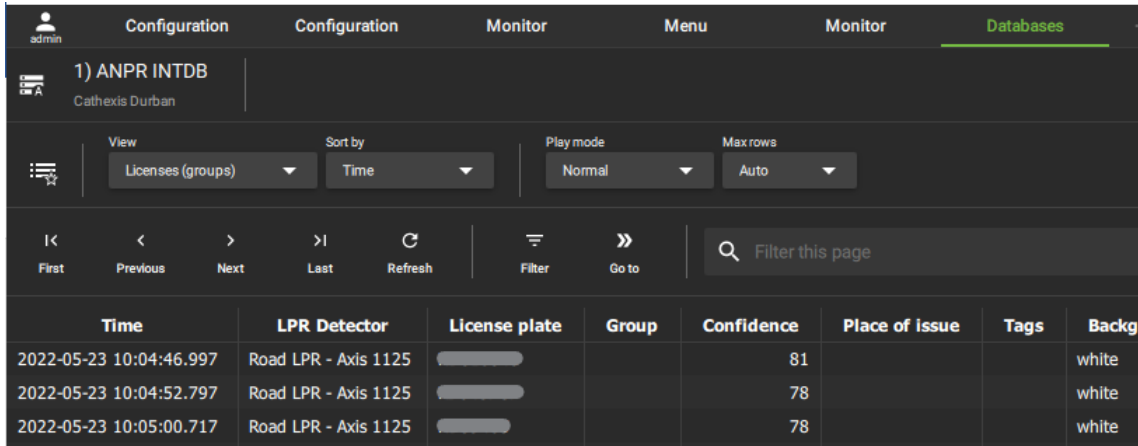 admin Configuration Configuration Monitor Menu Monitor Databases
1) ANPR INTDB
Cathexis Durban
View Sort by Play mode Max rows
Licenses (groups) Time Normal Auto
First Previous Next Last Refresh Filter Go to Filter this page
Time LPR Detector License plate Group Confidence Place of issue Tags Backg
2022-05-23 10:04:46.997 Road LPR - Axis 1125 81 white
2022-05-23 10:04:52.797 Road LPR - Axis 1125 78 white
2022-05-23 10:05:00.717 Road LPR - Axis 1125 78 white